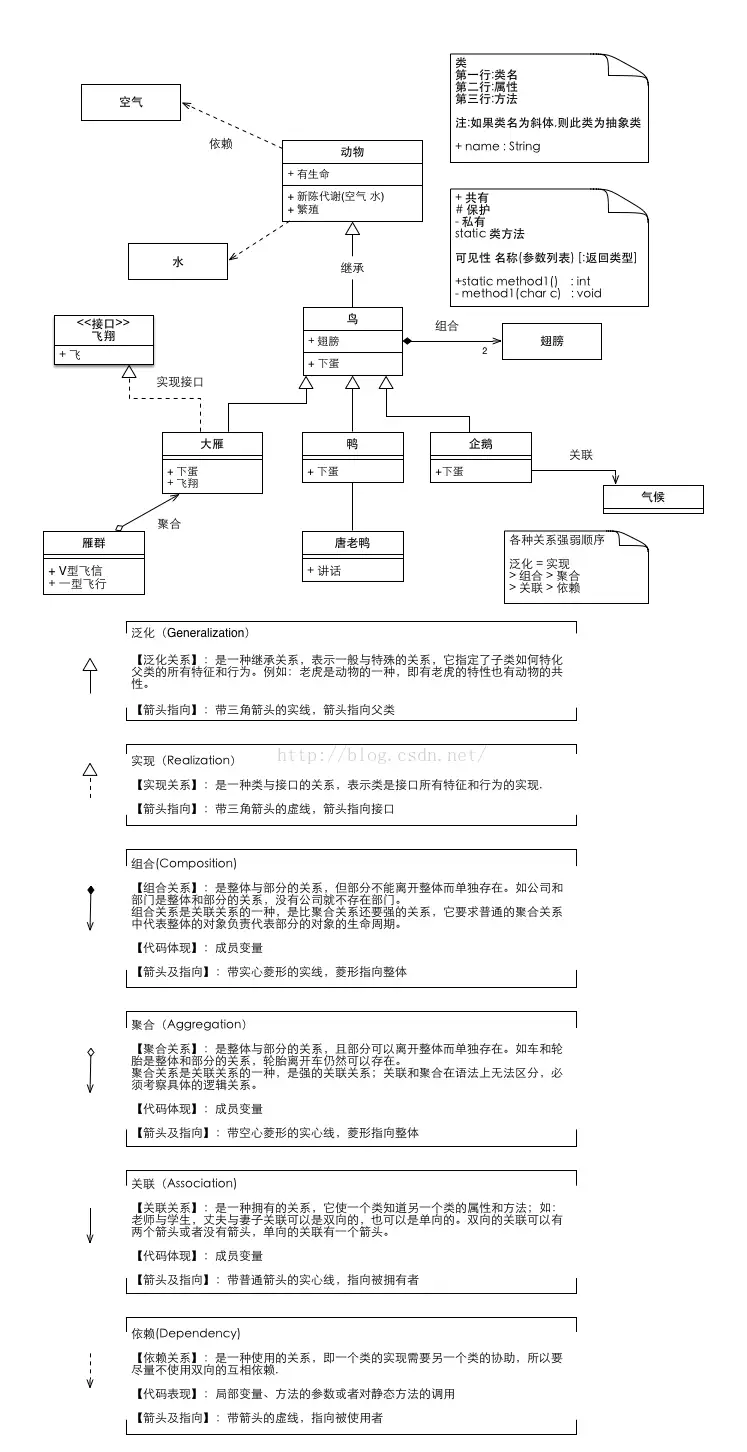 空气
依赖
动物
+ 有生命
+ 新陈代谢(空气 水)
+ 繁殖
水
继承
类
第一行:类名
第二行:属性
第三行:方法
注:如果类名为斜体,则此类为抽象类
+ name : String
+ 共有
# 保护
- 私有
static 类方法
可见性 名称(参数列表) [:返回类型]
+static method1() : int
- method1(char c) : void
<<接口>>
飞翔
+ 飞
实现接口
鸟
+ 翅膀
+ 下蛋
组合
2
翅膀
大雁
+ 下蛋
+ 飞翔
鸭
+ 下蛋
企鹅
+下蛋
关联
气候
聚合
雁群
+ V型飞信
+ 一型飞行
唐老鸭
+ 讲话
各种关系强弱顺序
泛化 = 实现
> 组合 > 聚合
> 关联 > 依赖
泛化（Generalization）
【泛化关系】：是一种继承关系，表示一般与特殊的关系，它指定了子类如何特化
父类的所有特征和行为。例如：老虎是动物的一种，即有老虎的特性也有动物的共
性。
【箭头指向】：带三角箭头的实线，箭头指向父类
http://blog.csdn.net/
实现（Realization）
【实现关系】：是一种类与接口的关系，表示类是接口所有特征和行为的实现.
【箭头指向】：带三角箭头的虚线，箭头指向接口
组合(Composition)
【组合关系】：是整体与部分的关系，但部分不能离开整体而单独存在。如公司和
部门是整体和部分的关系，没有公司就不存在部门。
组合关系是关联关系的一种，是比聚合关系还要强的关系，它要求普通的聚合关系
中代表整体的对象负责代表部分的对象的生命周期。
【代码体现】：成员变量
【箭头及指向】：带实心菱形的实线，菱形指向整体
聚合（Aggregation）
【聚合关系】：是整体与部分的关系，且部分可以离开整体而单独存在。如车和轮
胎是整体和部分的关系，轮胎离开车仍然可以存在。
聚合关系是关联关系的一种，是强的关联关系；关联和聚合在语法上无法区分，必
须考察具体的逻辑关系。
【代码体现】：成员变量
【箭头及指向】：带空心菱形的实心线，菱形指向整体
关联（Association）
【关联关系】：是一种拥有的关系，它使一个类知道另一个类的属性和方法；如：
老师与学生，丈夫与妻子关联可以是双向的，也可以是单向的。双向的关联可以有
两个箭头或者没有箭头，单向的关联有一个箭头。
【代码体现】：成员变量
【箭头及指向】：带普通箭头的实心线，指向被拥有者
依赖(Dependency)
【依赖关系】：是一种使用的关系，即一个类的实现需要另一个类的协助，所以要
尽量不使用双向的互相依赖.
【代码表现】：局部变量、方法的参数或者对静态方法的调用
【箭头及指向】：带箭头的虚线，指向被使用者